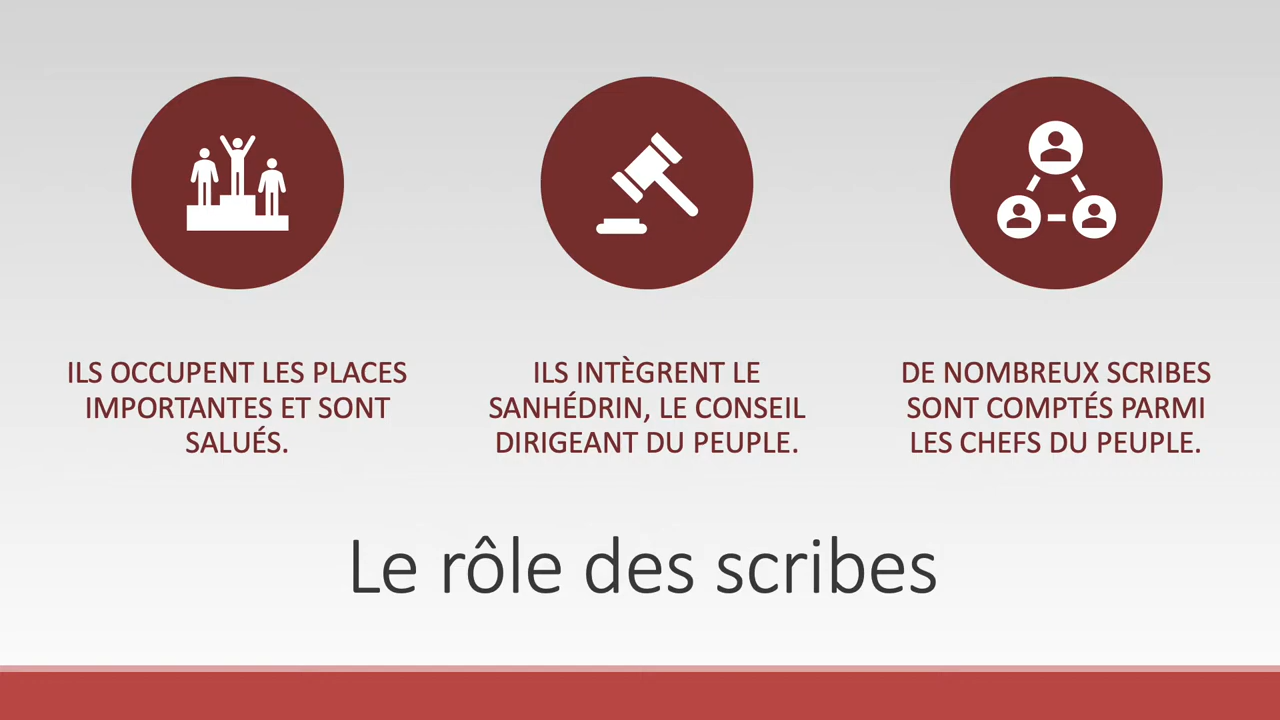 ILS OCCUPENT LES PLACES
IMPORTANTES ET SONT
SALUÉS.
ILS INTÈGRENT LE
SANHÉDRIN, LE CONSEIL
DIRIGEANT DU PEUPLE.
DE NOMBREUX SCRIBES
SONT COMPTÉS PARMI
LES CHEFS DU PEUPLE.
Le rôle des scribes